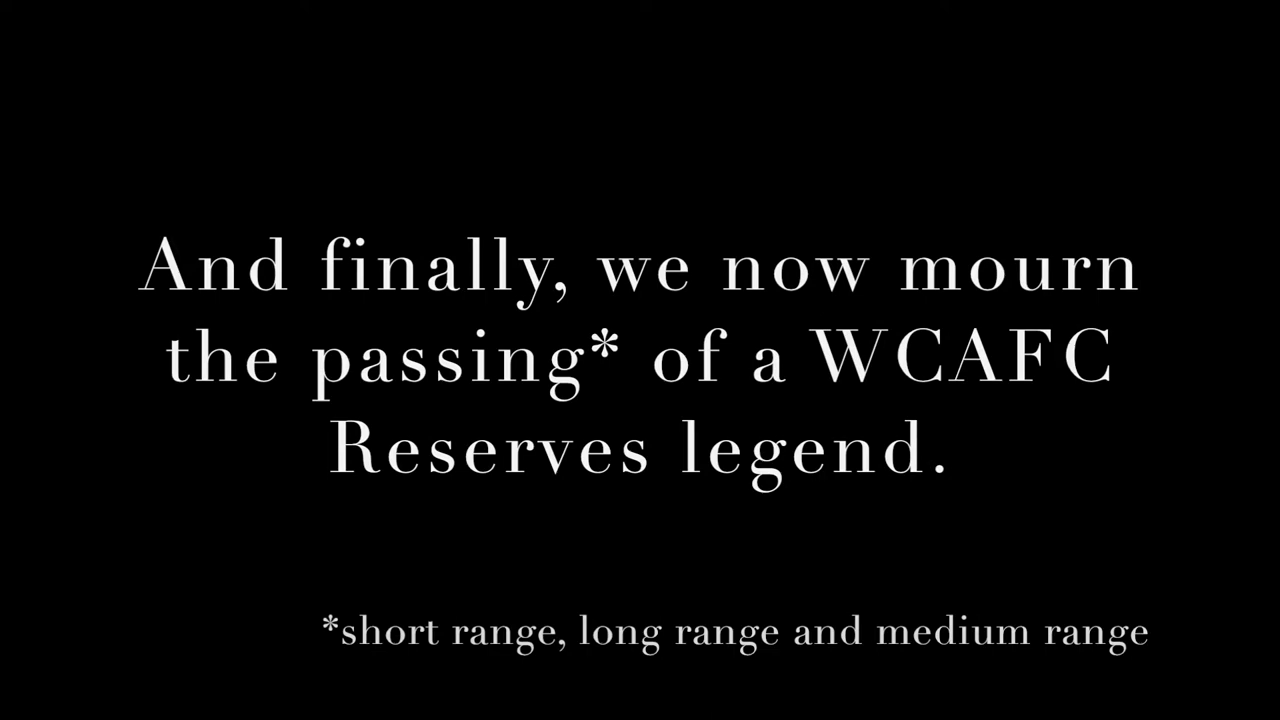 And finally, we now mourn
the passing* of a WCAFC
Reserves legend.
*short range, long range and medium range